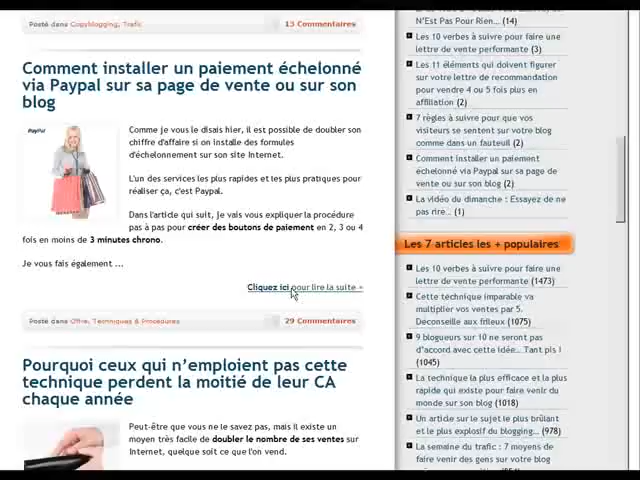 Posté dans Copyblogging, Trafic
13 Commentaires
Comment installer un paiement échelonné
via Paypal sur sa page de vente ou sur son
blog
PayPal
Comme je vous le disais hier, il est possible de doubler son
chiffre d'affaire si on installe des formules
d'échelonnement sur son site Internet.
L'un des services les plus rapides et les plus pratiques pour
réaliser ça, c'est Paypal.
Dans l'article qui suit, je vais vous expliquer la procédure
pas à pas pour créer des boutons de paiement en 2, 3 ou 4
fois en moins de 3 minutes chrono.
Je vous fais également ...
Cliquez ici pour lire la suite »
Posté dans Offre, Techniques & Procédures
29 Commentaires
Pourquoi ceux qui n'emploient pas cette
technique perdent la moitié de leur CA
chaque année
Peut-être que vous ne le savez pas, mais il existe un
moyen très facile de doubler le nombre de ses ventes sur
Internet, quelque soit ce que l'on vend.
N'Est Pas Pour Rien... (14)
Les 10 verbes à suivre pour faire une
lettre de vente performante (3)
Les 11 éléments qui doivent figurer
sur votre lettre de recommandation
pour vendre 4 ou 5 fois plus en
affiliation (2)
7 règles à suivre pour que vos
visiteurs se sentent sur votre blog
comme dans un fauteuil (2)
Comment installer un paiement
échelonné via Paypal sur sa page de
vente ou sur son blog (2)
La vidéo du dimanche : Essayez de ne
pas rire... (1)
Les 7 articles les + populaires
Les 10 verbes à suivre pour faire une
lettre de vente performante (1473)
Cette technique imparable va
multiplier vos ventes par 5.
Déconseillé aux frileux (1075)
9 blogueurs sur 10 ne seront pas
d'accord avec cette idée... Tant pis !
(1045)
La technique la plus efficace et la plus
rapide qui existe pour faire venir du
monde sur son blog (1018)
Un article sur le sujet le plus brûlant
et le plus explosif du blogging... (978)
La semaine du trafic : 7 moyens de
faire venir des gens sur votre blog